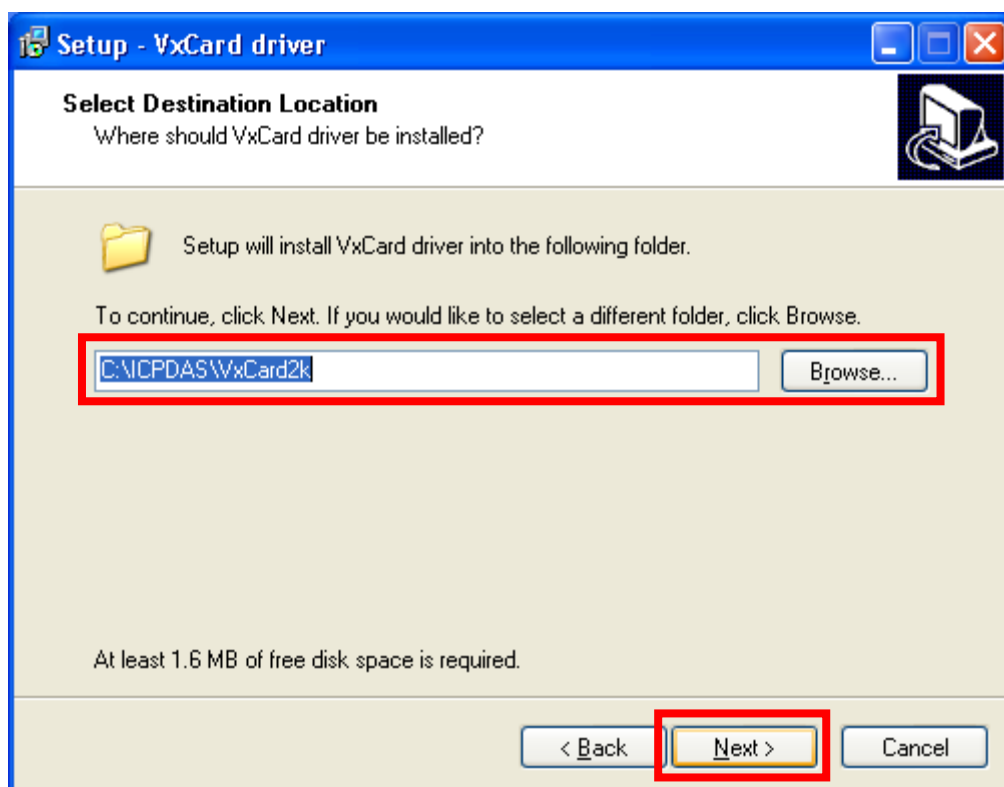 Setup - VxCard driver
Select Destination Location
Where should VxCard driver be installed?
Setup will install VxCard driver into the following folder.
To continue, click Next. If you would like to select a different folder, click Browse.
C:\ICPDAS\VxCard2k
Browse...
At least 1.6 MB of free disk space is required.
< Back
Next >
Cancel